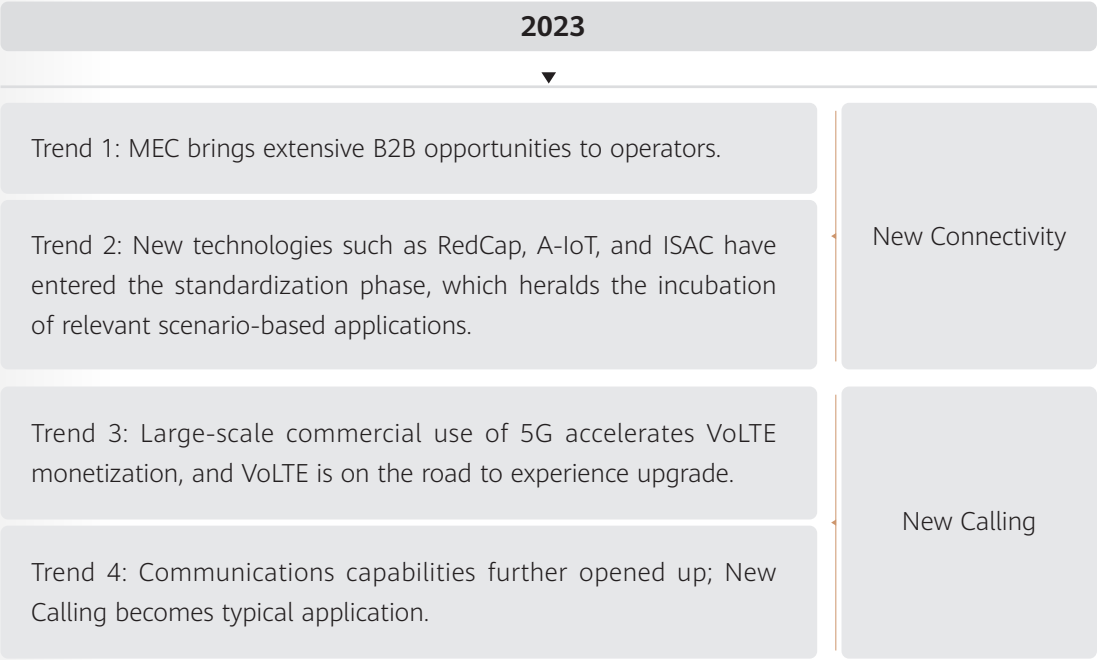 2023
Trend 1: MEC brings extensive B2B opportunities to operators.
Trend 2: New technologies such as RedCap, A-IoT, and ISAC have
entered the standardization phase, which heralds the incubation
of relevant scenario-based applications.
New Connectivity
Trend 3: Large-scale commercial use of 5G accelerates VoLTE
monetization, and VoLTE is on the road to experience upgrade.
Trend 4: Communications capabilities further opened up; New
Calling becomes typical application.
New Calling